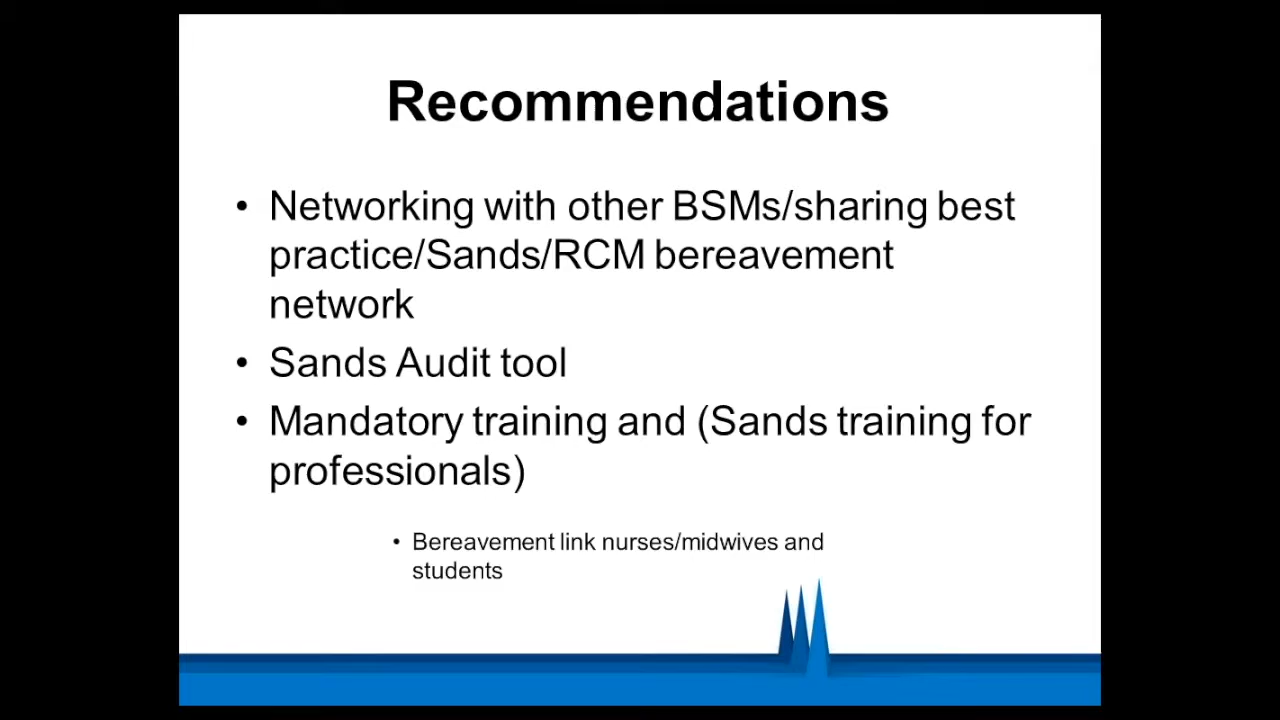 Recommendations
• Networking with other BSMs/sharing best
practice/Sands/RCM bereavement
network
• Sands Audit tool
• Mandatory training and (Sands training for
professionals)
• Bereavement link nurses/midwives and
students